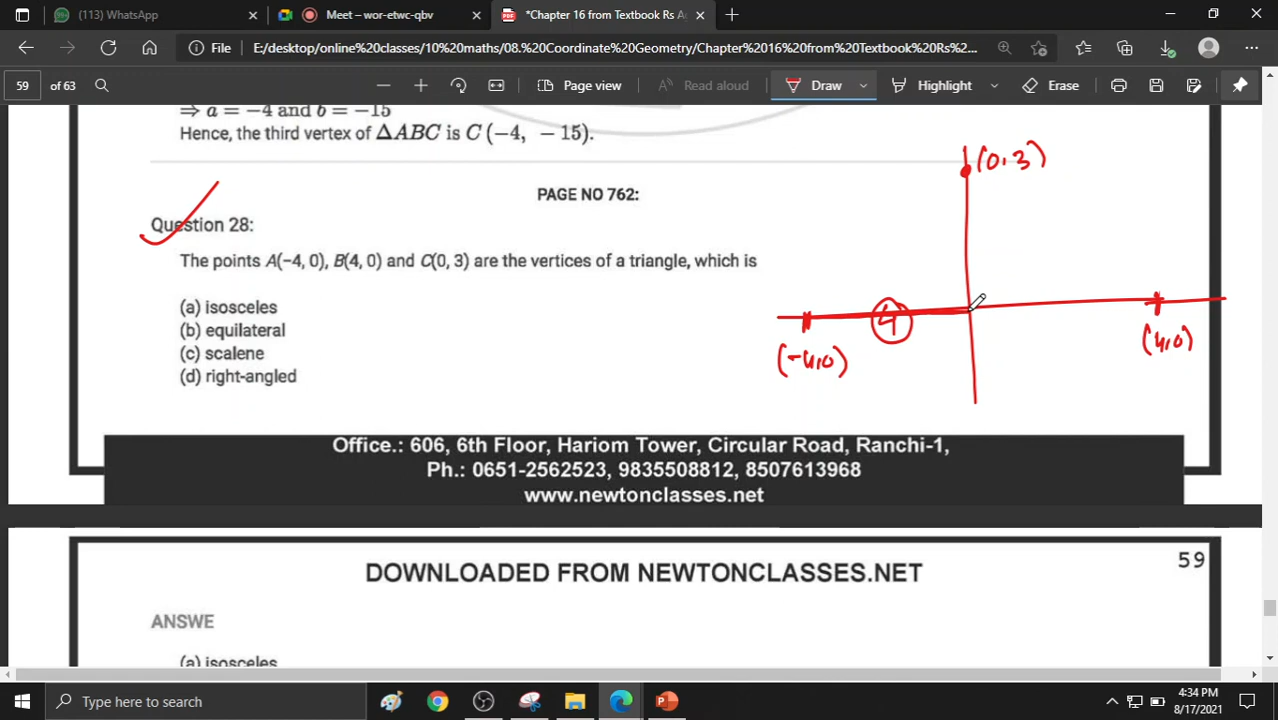 (113) WhatsApp
Meet – wor-etwc-qbv
*Chapter 16 from Textbook Rs A
File
E:/desktop/online%20classes/10%20maths/08.%20Coordinate%20Geometry/Chapter%2016%20from%20Textbook%20Rs%2...
59 of 63
Page view
Read aloud
Draw
Highlight
Erase
⇒ a = −4 and b = −15
Hence, the third vertex of ΔABC is C (−4, − 15).
(0,3)
PAGE NO 762:
Question 28:
The points A(−4, 0), B(4, 0) and C(0, 3) are the vertices of a triangle, which is
(a) isosceles
(b) equilateral
(c) scalene
(d) right-angled
4
(-4,0)
(4,0)
Office.: 606, 6th Floor, Hariom Tower, Circular Road, Ranchi-1,
Ph.: 0651-2562523, 9835508812, 8507613968
www.newtonclasses.net
59
DOWNLOADED FROM NEWTONCLASSES.NET
ANSWE
(a) isosceles
Type here to search
4:34 PM
8/17/2021